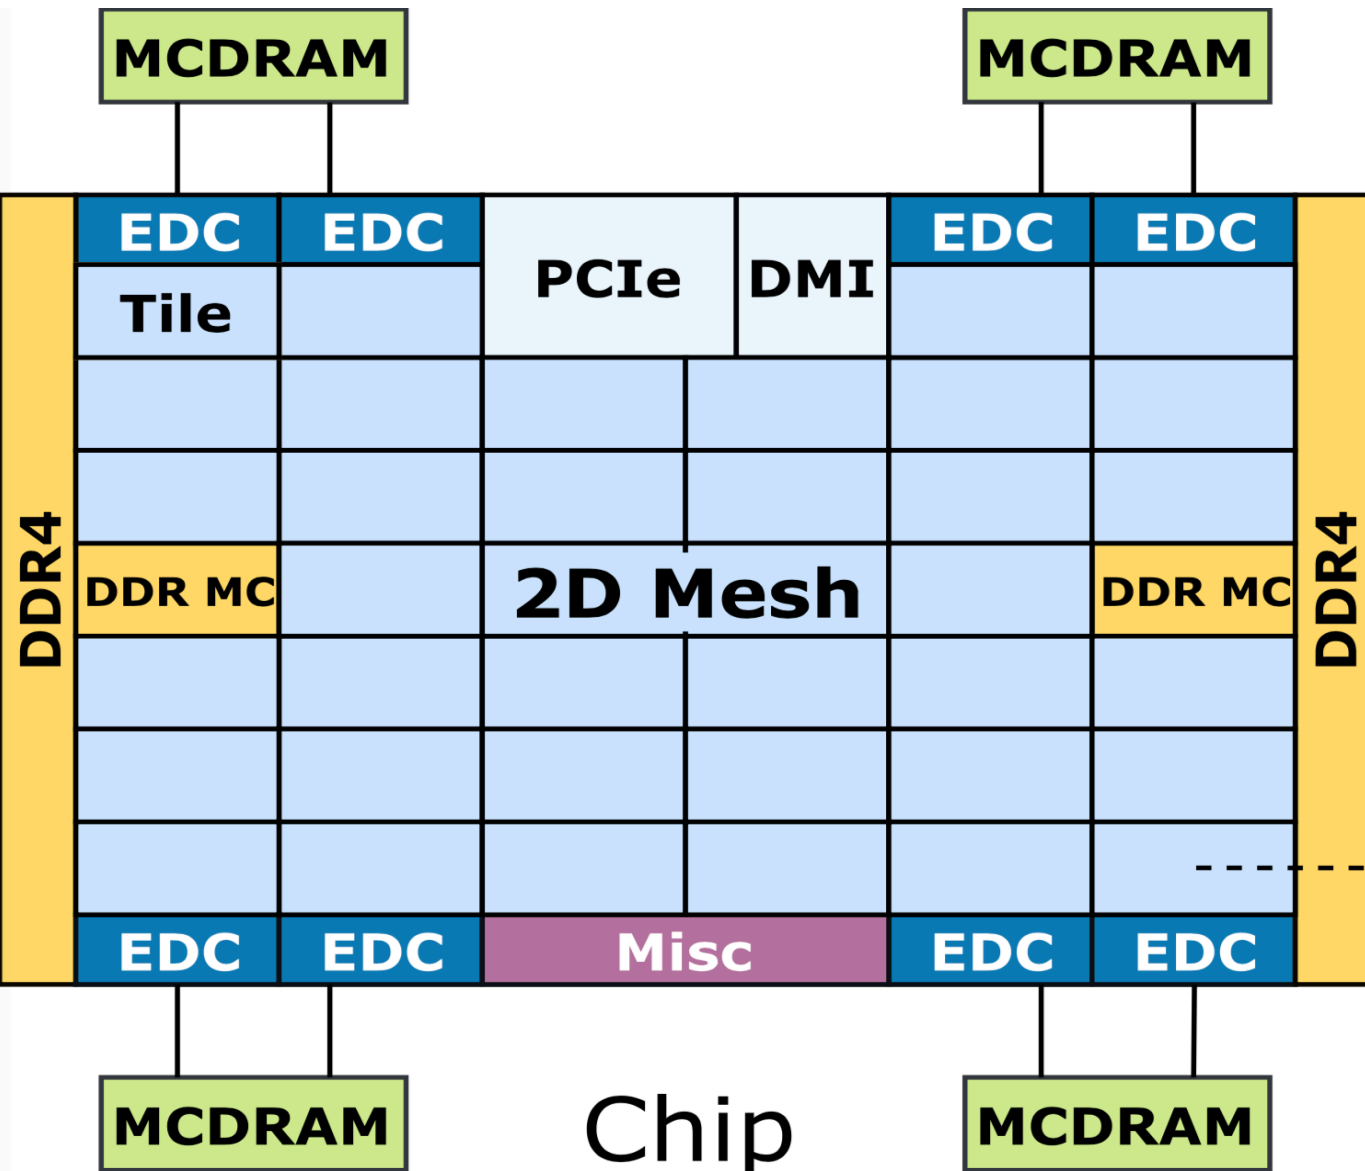 MCDRAM MCDRAM
EDC EDC PCIe DMI EDC EDC
Tile
DDR4 DDR MC 2D Mesh DDR MC DDR4
EDC EDC Misc EDC EDC
MCDRAM Chip MCDRAM